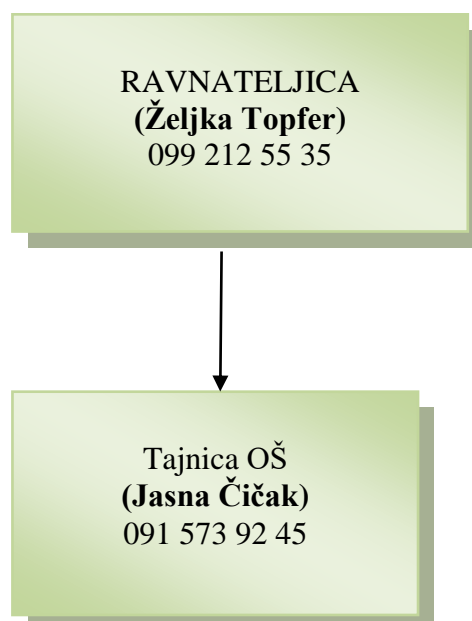 RAVNATELJICA
(Željka Topfer)
099 212 55 35
Tajnica OŠ
(Jasna Čičak)
091 573 92 45